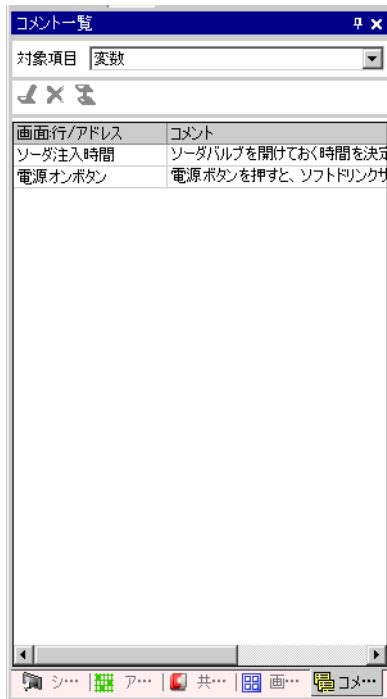 コメント一覧
対象項目 変数
画面:行/アドレス コメント
ソーダ注入時間 ソーダバルブを開けておく時間を決定
電源オンボタン 電源ボタンを押すと、ソフトドリンクサ
シ… ア… 共… 画… コメ…